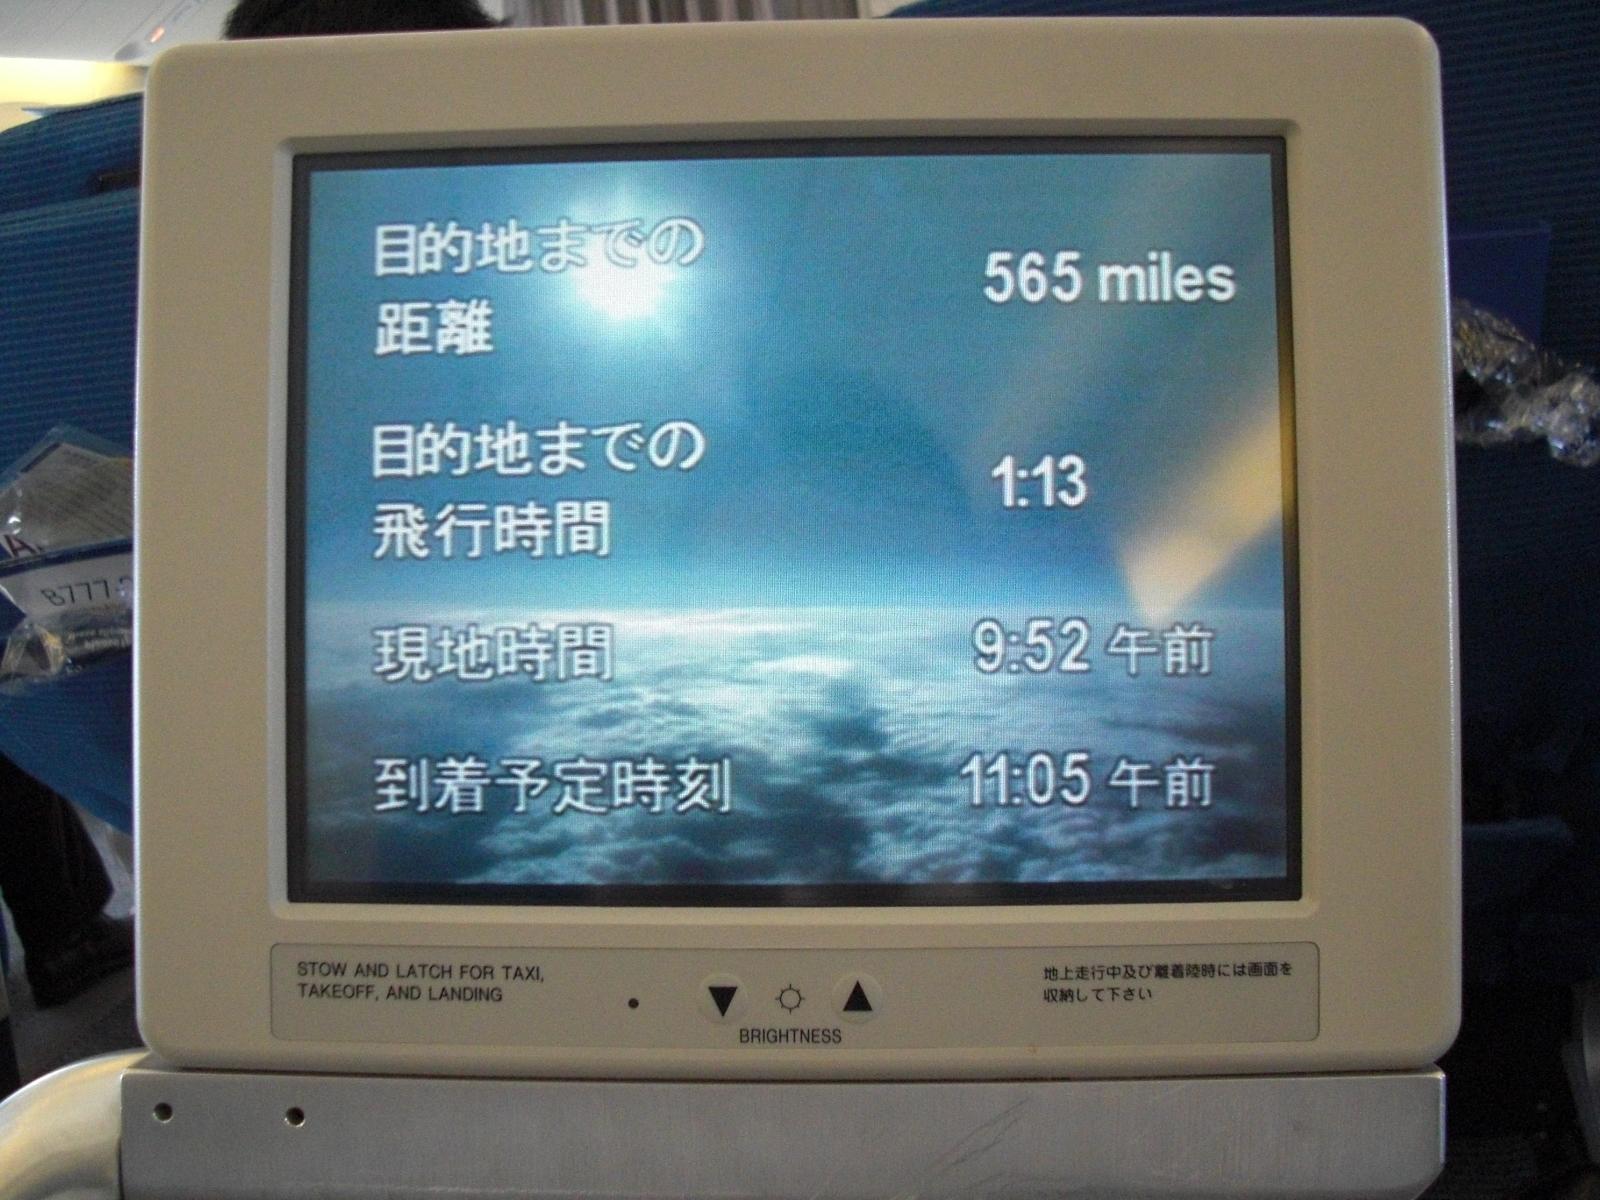 目的地までの
距離
565 miles
目的地までの
飛行時間
1:13
現地時間
9:52 午前
到着予定時刻
11:05 午前
STOW AND LATCH FOR TAXI,
TAKEOFF, AND LANDING
BRIGHTNESS
地上走行中及び離着陸時には画面を
収納して下さい